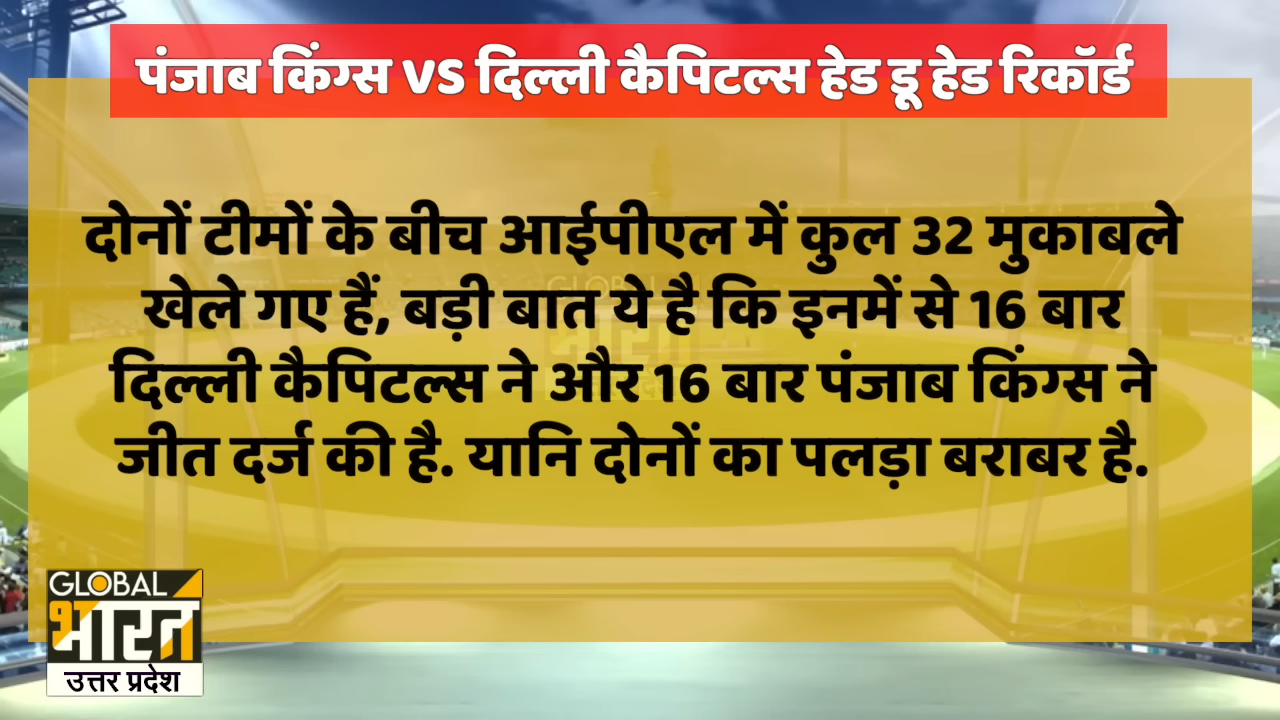 पंजाब किंग्स VS दिल्ली कैपिटल्स हेड डू हेड रिकॉर्ड
दोनों टीमों के बीच आईपीएल में कुल 32 मुकाबले
खेले गए हैं, बड़ी बात ये है कि इनमें से 16 बार
दिल्ली कैपिटल्स ने और 16 बार पंजाब किंग्स ने
जीत दर्ज की है. यानि दोनों का पलड़ा बराबर है.
GLOBAL
भारत
उत्तर प्रदेश